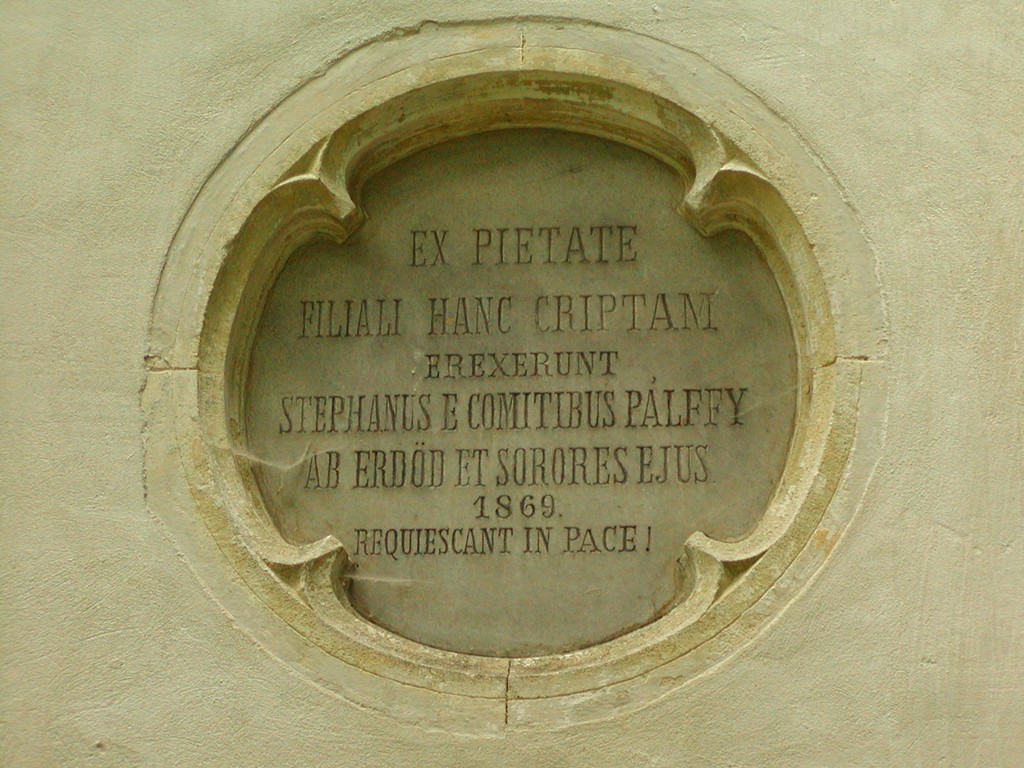 EX PIETATE
FILIALI HANC CRIPTAM
EREXERUNT
STEPHANUS E COMITIBUS PÁLFFY
AB ERDÖD ET SORORES EJUS
1869.
REQUIESCANT IN PACE!